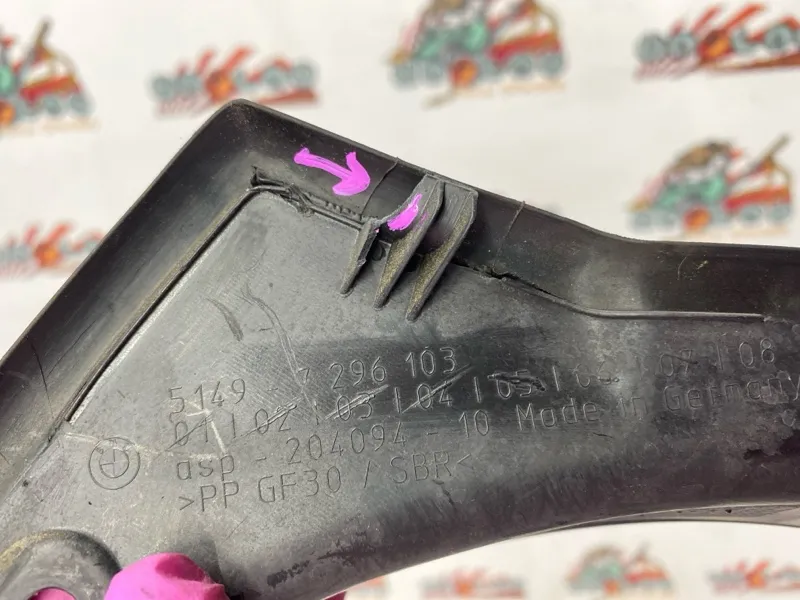 5149 - 7 296 103
01 | 02 | 03 | 04 | 05 | 06 | 07 | 08
asp - 204094 - 10 Made in Germany
>PP GF30 / SBR<